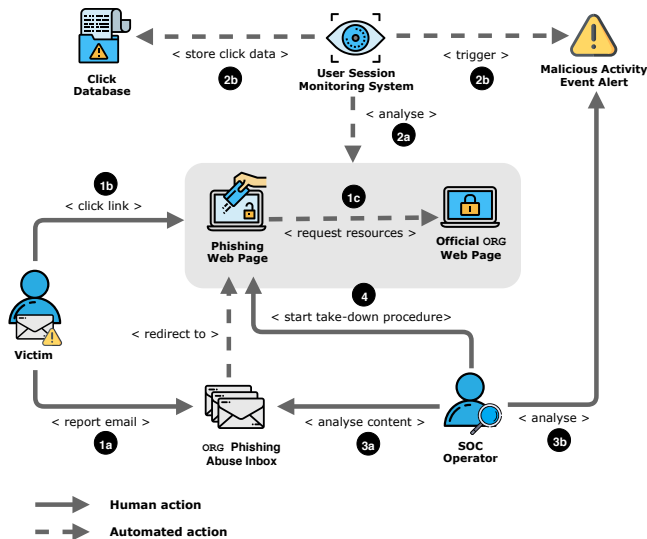 < store click data >
2b
Click
Database
User Session
Monitoring System
< trigger >
2b
Malicious Activity
Event Alert
< analyse >
2a
1b
< click link >
1c
< request resources >
Phishing
Web Page
Official ORG
Web Page
4
< start take-down procedure>
< redirect to >
Victim
< report email >
1a
ORG Phishing
Abuse Inbox
< analyse content >
3a
SOC
Operator
< analyse >
3b
Human action
Automated action